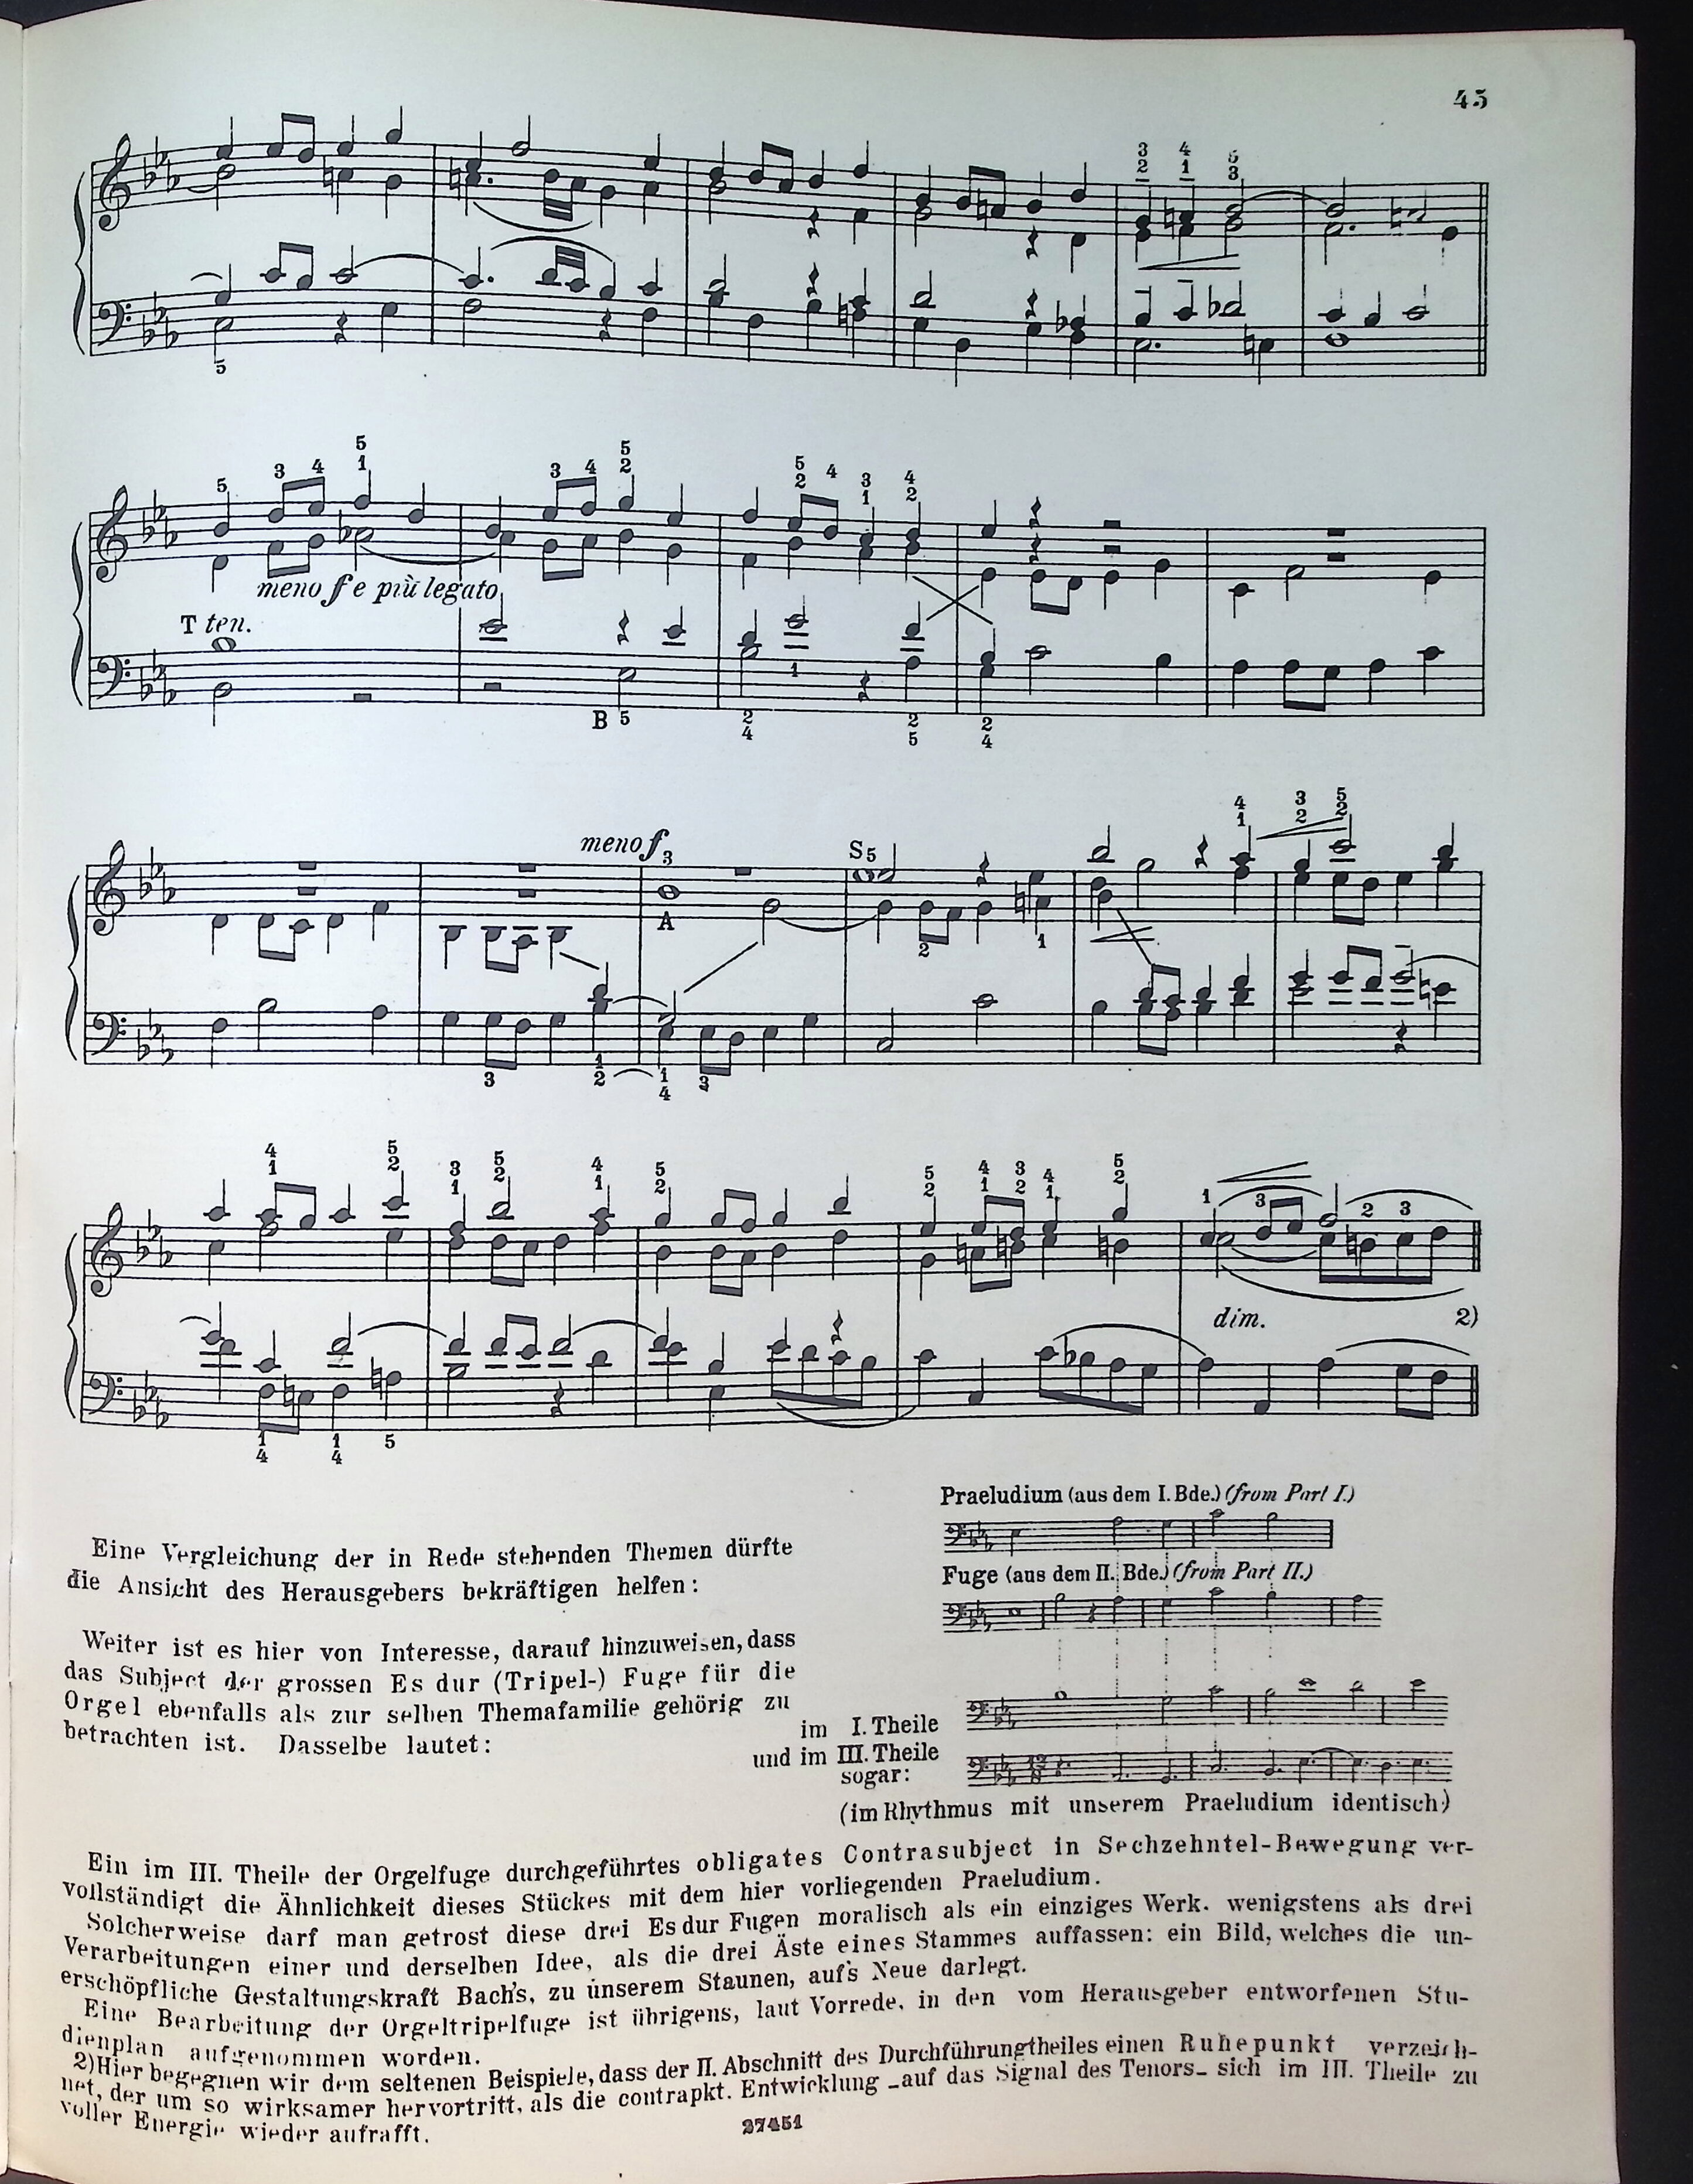 45
3 4 5
2 1 3
5
5 3 4 5 5
1 3 4 2 5 4 3 4
2 1 2
meno f e più legato
T ten.
1
B 5 2 2 2
4 5 4
meno f 3 S 5 4 3 5
1 2 2
A 2 1
3 1 1 3
2 4
4 5 3 5 4 5 5 4 3 4 5
1 2 1 2 1 2 2 1 2 1 2
1 3 2 3
dim. 2)
1 1 5
4 4
Praeludium (aus dem I. Bde.) (from Part I.)
Eine Vergleichung der in Rede stehenden Themen dürfte
die Ansicht des Herausgebers bekräftigen helfen:
Fuge (aus dem II. Bde.) (from Part II.)
Weiter ist es hier von Interesse, darauf hinzuweisen, dass
das Subject der grossen Es dur (Tripel-) Fuge für die
Orgel ebenfalls als zur selben Themafamilie gehörig zu
betrachten ist. Dasselbe lautet:
im I. Theile
und im III. Theile
sogar:
12
8
(im Rhythmus mit unserem Praeludium identisch)
Ein im III. Theile der Orgelfuge durchgeführtes obligates Contrasubject in Sechzehntel-Bewegung ver-
vollständigt die Ähnlichkeit dieses Stückes mit dem hier vorliegenden Praeludium.
Solcherweise darf man getrost diese drei Es dur Fugen moralisch als ein einziges Werk. wenigstens als drei
Verarbeitungen einer und derselben Idee, als die drei Äste eines Stammes auffassen: ein Bild, welches die un-
erschöpfliche Gestaltungskraft Bach's, zu unserem Staunen, auf's Neue darlegt.
Eine Bearbeitung der Orgeltripelfuge ist übrigens, laut Vorrede, in den vom Herausgeber entworfenen Stu-
dienplan aufgenommen worden.
2) Hier begegnen wir dem seltenen Beispiele, dass der II. Abschnitt des Durchführungtheiles einen Ruhepunkt verzeich-
net, der um so wirksamer hervortritt, als die contrapkt. Entwicklung – auf das Signal des Tenors – sich im III. Theile zu
voller Energie wieder aufrafft.
27451